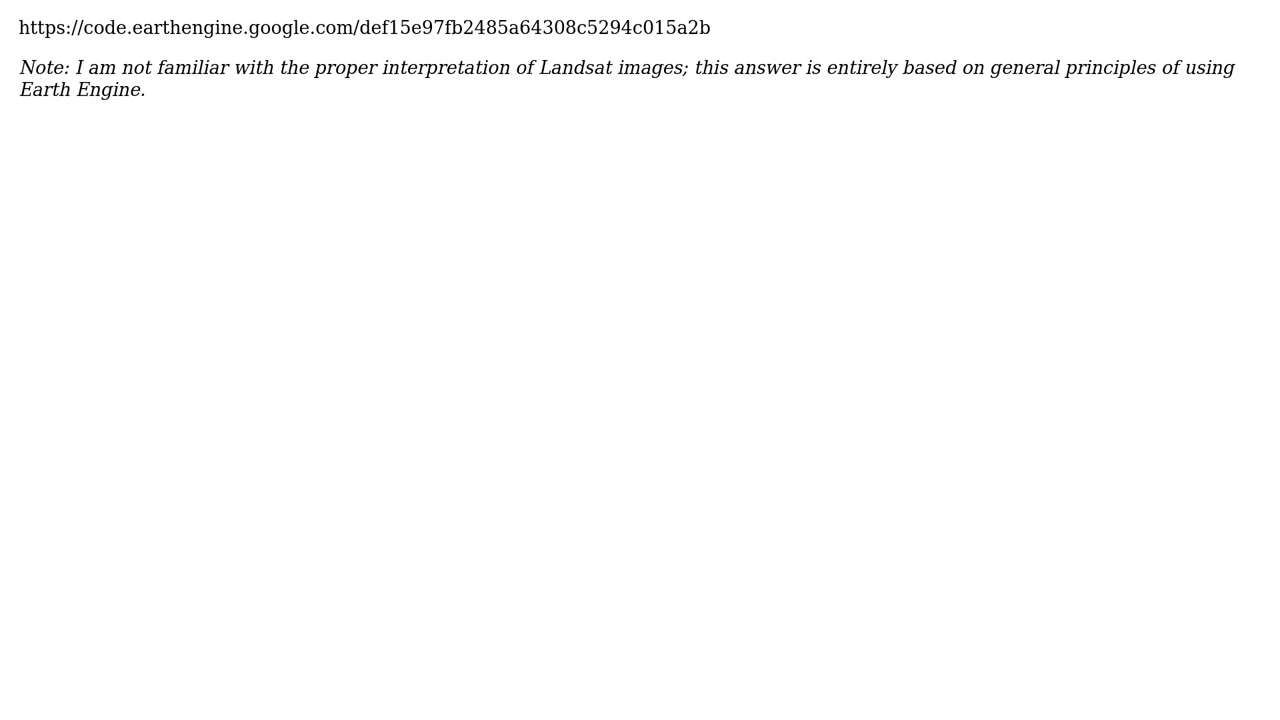 https://code.earthengine.google.com/def15e97fb2485a64308c5294c015a2b
Note: I am not familiar with the proper interpretation of Landsat images; this answer is entirely based on general principles of using
Earth Engine.